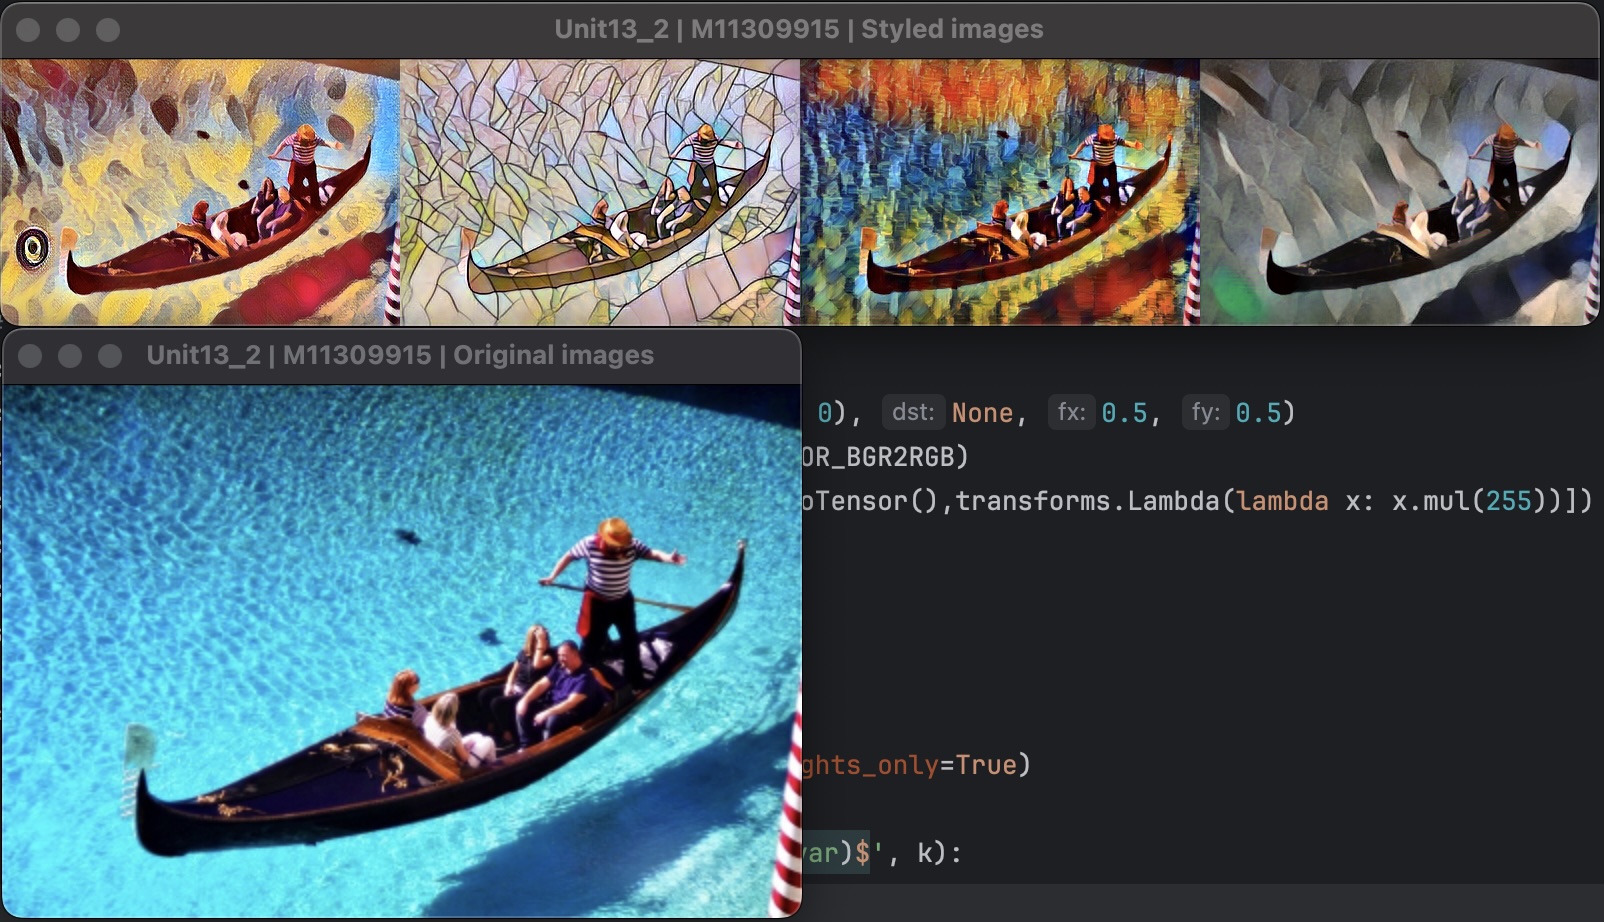 Unit13_2 | M11309915 | Styled images
Unit13_2 | M11309915 | Original images
0), dst: None, fx: 0.5, fy: 0.5)
OR_BGR2RGB)
oTensor(),transforms.Lambda(lambda x: x.mul(255))])
ghts_only=True)
var)$', k):